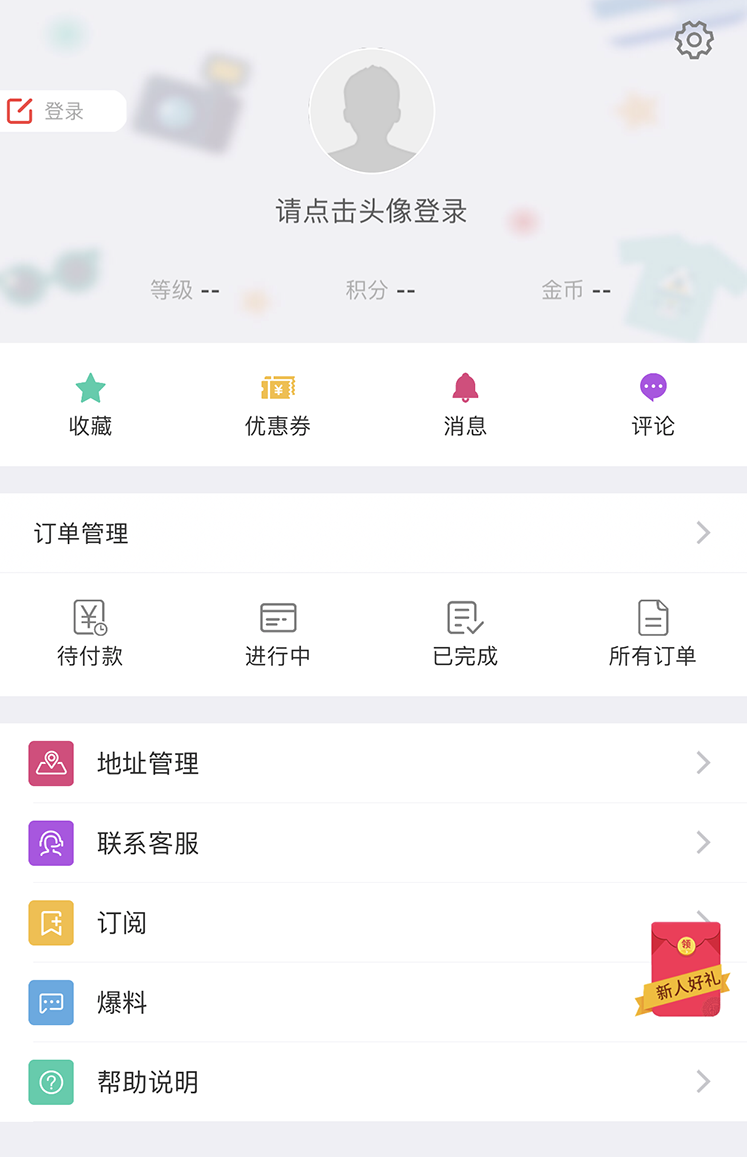 登录
请点击头像登录
等级 -- 积分 -- 金币 --
收藏 优惠券 消息 评论
订单管理
待付款 进行中 已完成 所有订单
地址管理
联系客服
订阅
领
新人好礼
爆料
帮助说明